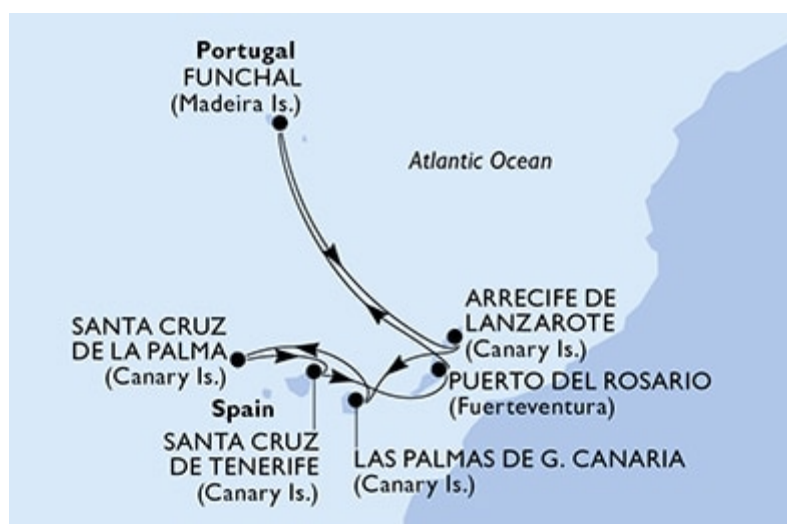 Portugal
FUNCHAL
(Madeira Is.)
Atlantic Ocean
ARRECIFE DE
LANZAROTE
(Canary Is.)
SANTA CRUZ
DE LA PALMA
(Canary Is.)
PUERTO DEL ROSARIO
(Fuerteventura)
Spain
SANTA CRUZ
DE TENERIFE
(Canary Is.)
LAS PALMAS DE G. CANARIA
(Canary Is.)